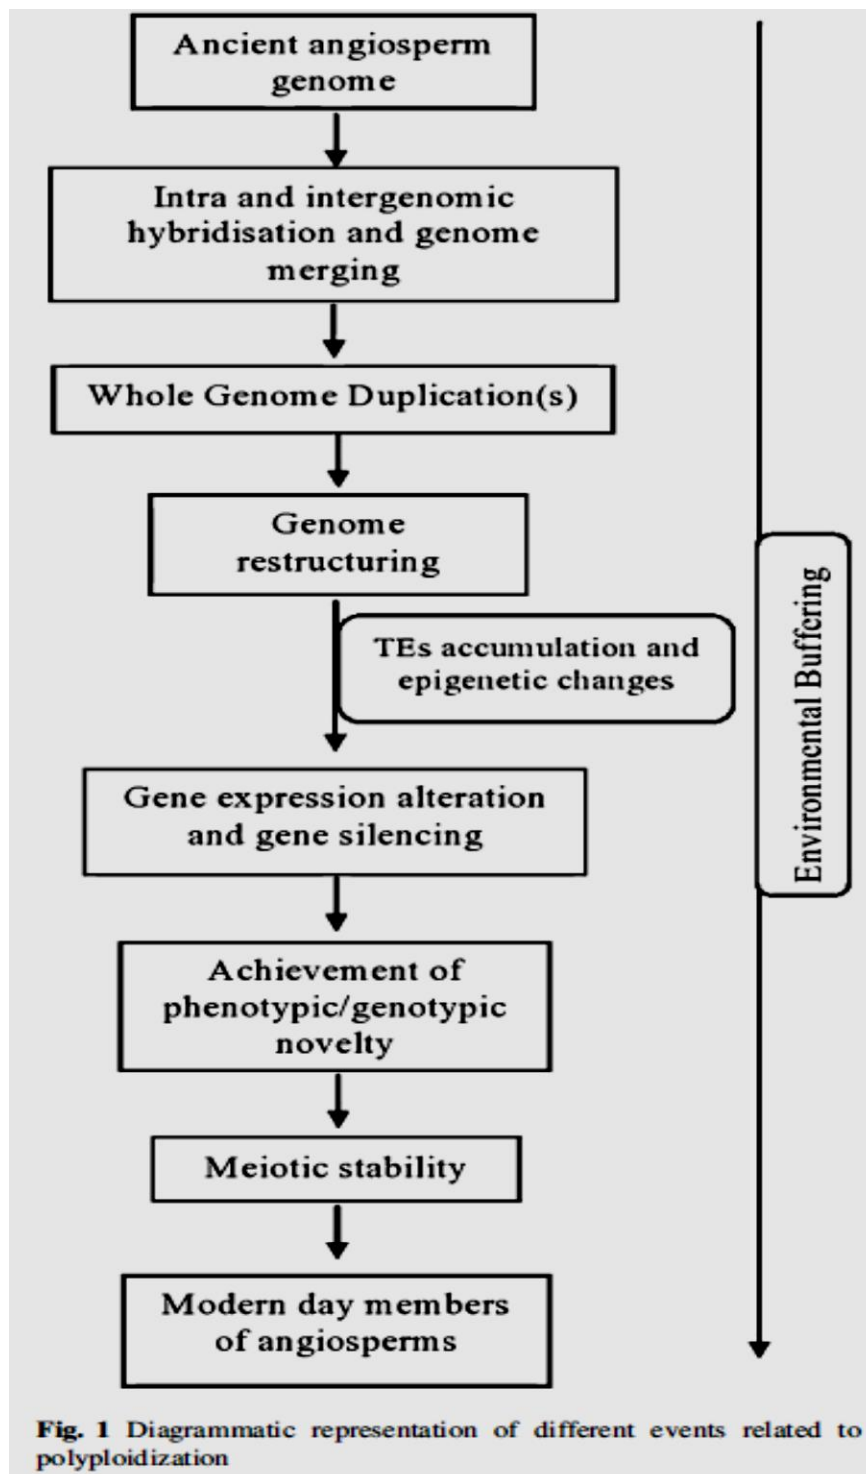 Ancient angiosperm
genome
Intra and intergenomic
hybridisation and genome
merging
Whole Genome Duplication(s)
Genome
restructuring
TEs accumulation and
epigenetic changes
Environmental Buffering
Gene expression alteration
and gene silencing
Achievement of
phenotypic/genotypic
novelty
Meiotic stability
Modern day members
of angiosperms
Fig. 1 Diagrammatic representation of different events related to
polyploidization